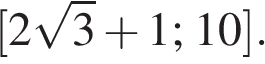 [2√3 + 1; 10].